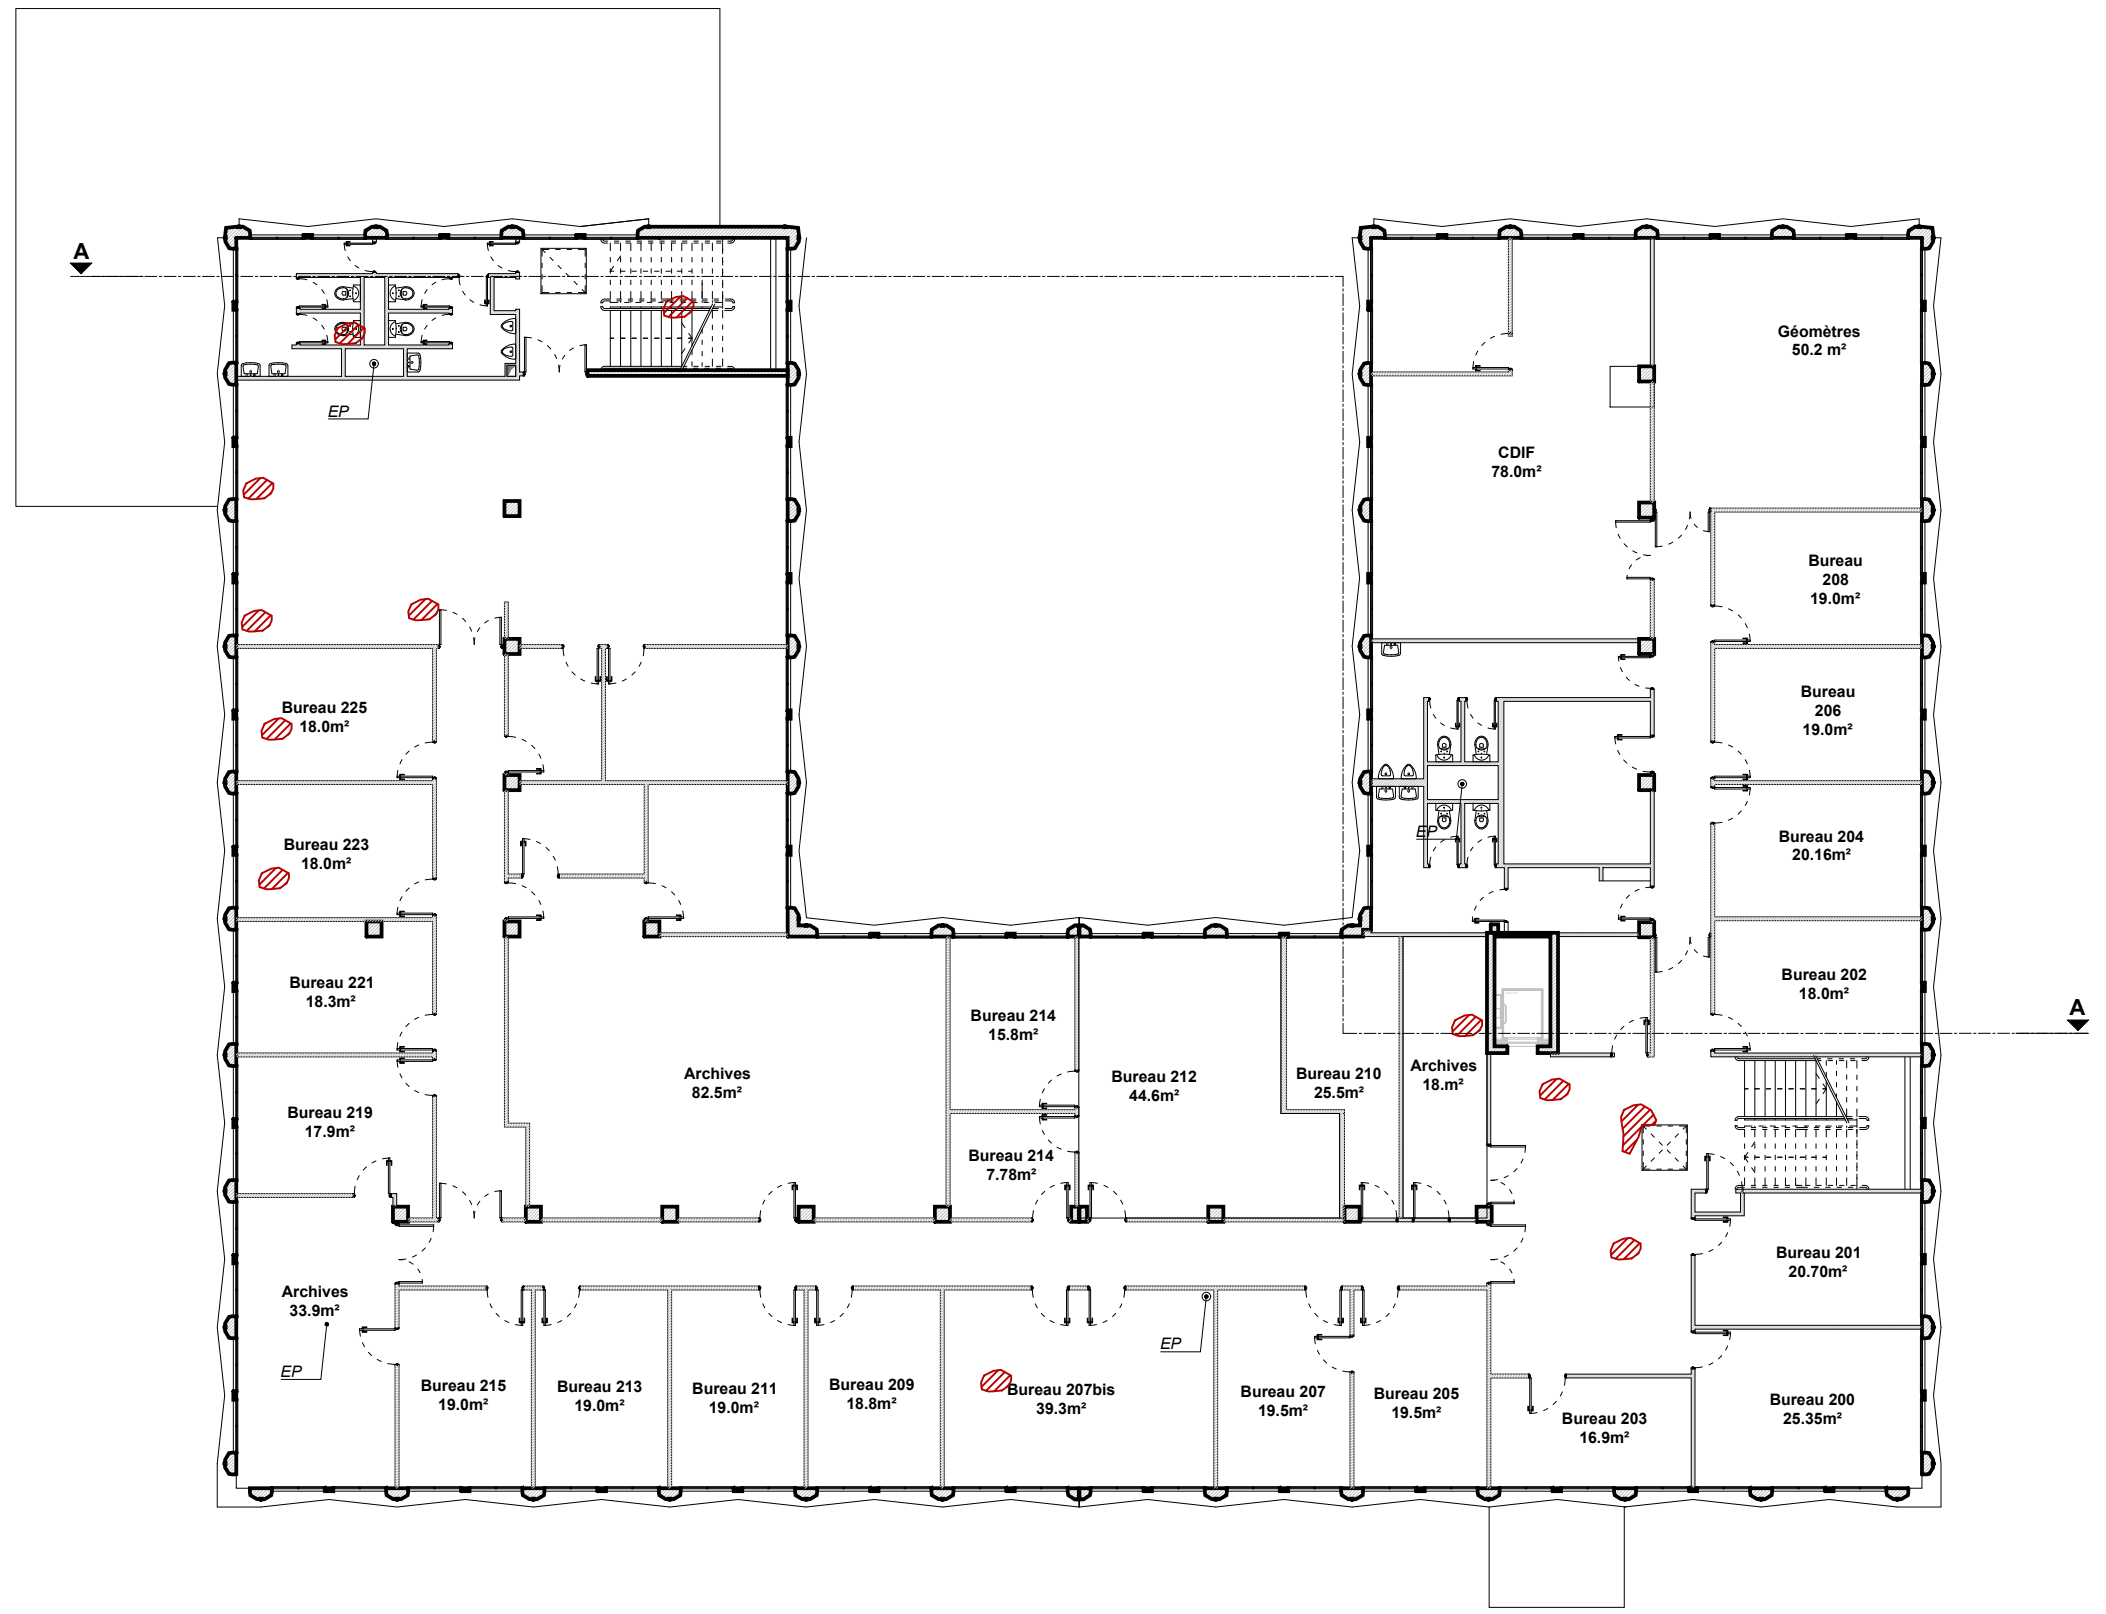 A
Géomètres
50.2 m²
EP
CDIF
78.0m²
Bureau
208
19.0m²
Bureau 225
18.0m²
Bureau
206
19.0m²
Bureau 223
18.0m²
EP
Bureau 204
20.16m²
Bureau 221
18.3m²
Bureau 202
18.0m²
A
Bureau 214
15.8m²
Archives
82.5m²
Bureau 212
44.6m²
Bureau 210
25.5m²
Archives
18.m²
Bureau 219
17.9m²
Bureau 214
7.78m²
Bureau 201
20.70m²
Archives
33.9m²
EP
EP
Bureau 215
19.0m²
Bureau 213
19.0m²
Bureau 211
19.0m²
Bureau 209
18.8m²
Bureau 207bis
39.3m²
Bureau 207
19.5m²
Bureau 205
19.5m²
Bureau 203
16.9m²
Bureau 200
25.35m²